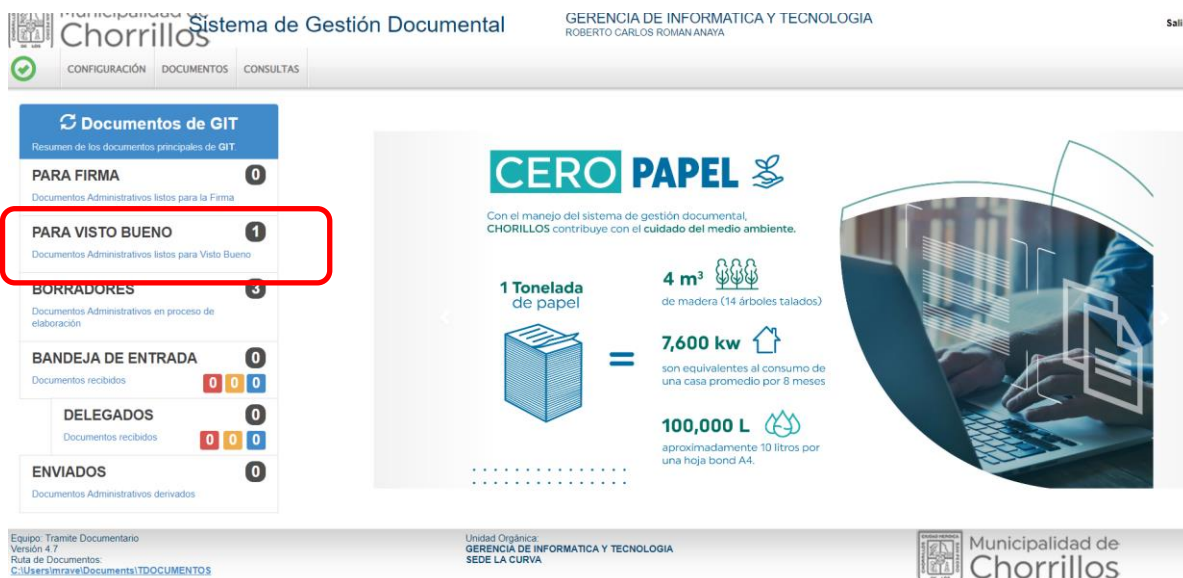 Municipalidad de
Chorrillos
Sistema de Gestión Documental
GERENCIA DE INFORMATICA Y TECNOLOGIA
ROBERTO CARLOS ROMAN ANAYA
Sali
CONFIGURACIÓN DOCUMENTOS CONSULTAS
Documentos de GIT
Resumen de los documentos principales de GIT.
PARA FIRMA 0
Documentos Administrativos listos para la Firma
PARA VISTO BUENO 1
Documentos Administrativos listos para Visto Bueno
BORRADORES 3
Documentos Administrativos en proceso de
elaboración
BANDEJA DE ENTRADA 0
Documentos recibidos 0 0 0
DELEGADOS 0
Documentos recibidos 0 0 0
ENVIADOS 0
Documentos Administrativos derivados
CERO PAPEL
Con el manejo del sistema de gestión documental,
CHORILLOS contribuye con el cuidado del medio ambiente.
1 Tonelada
de papel
=
4 m³
de madera (14 árboles talados)
7,600 kw
son equivalentes al consumo de
una casa promedio por 8 meses
100,000 L
aproximadamente 10 litros por
una hoja bond A4.
Equipo: Tramite Documentario
Versión 4.7
Ruta de Documentos:
C:\Users\mrave\Documents\TDOCUMENTOS
Unidad Orgánica:
GERENCIA DE INFORMATICA Y TECNOLOGIA
SEDE LA CURVA
Municipalidad de
Chorrillos